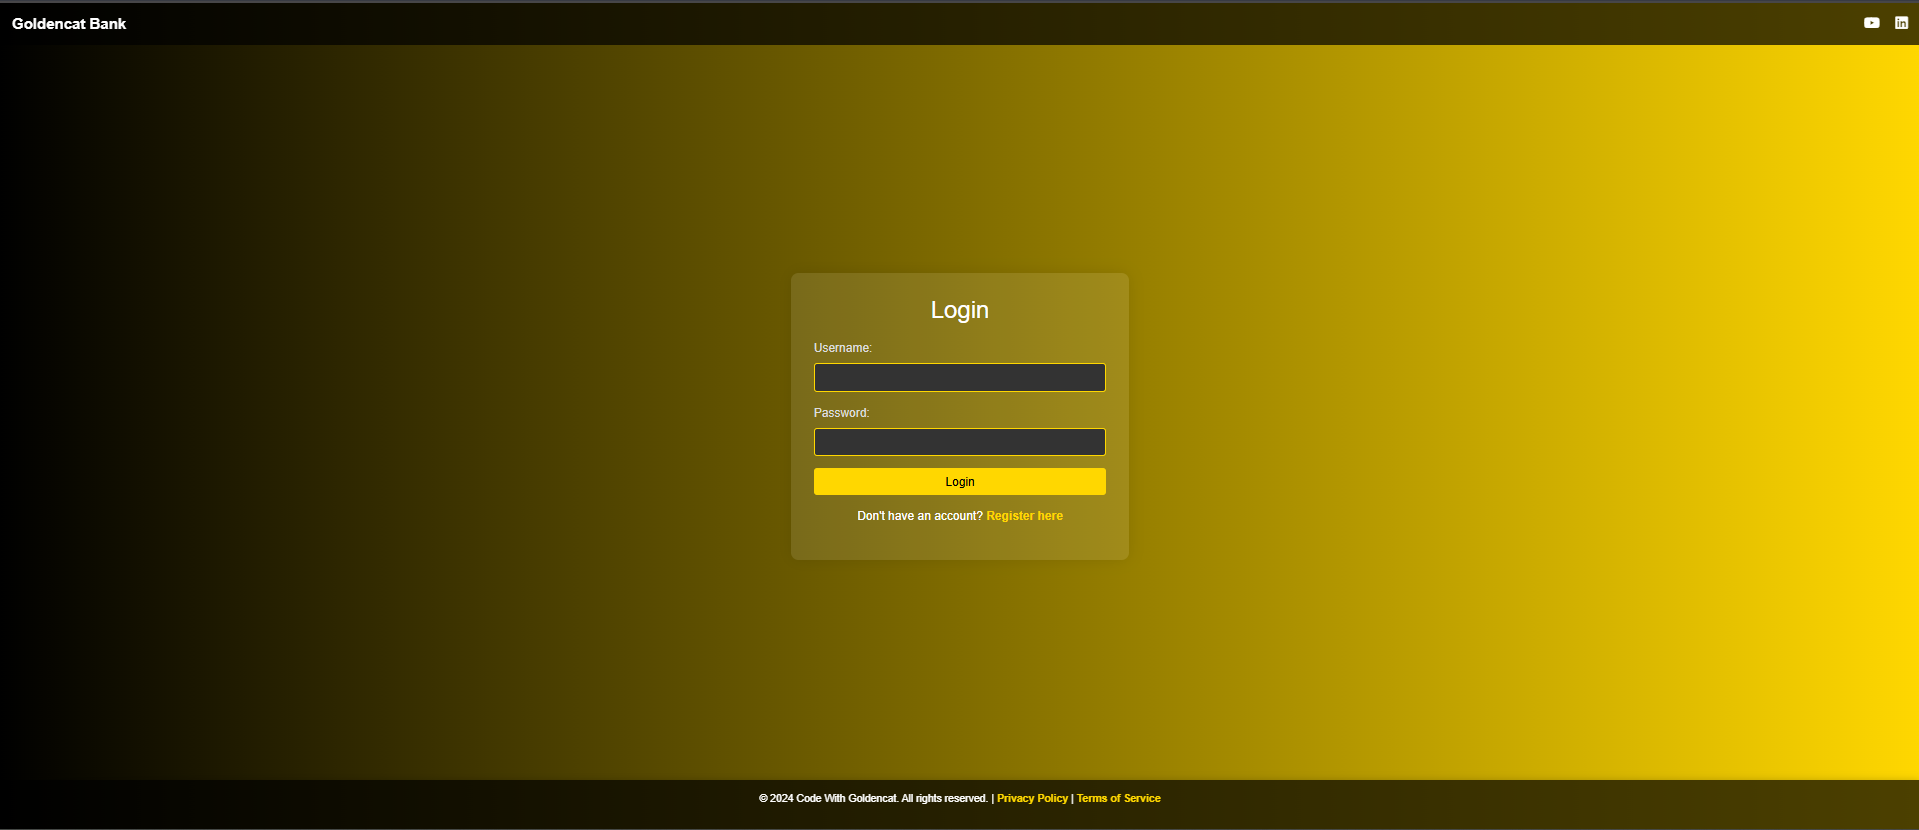 Goldencat Bank
Login
Username:
Password:
Login
Don't have an account? Register here
© 2024 Code With Goldencat. All rights reserved. | Privacy Policy | Terms of Service